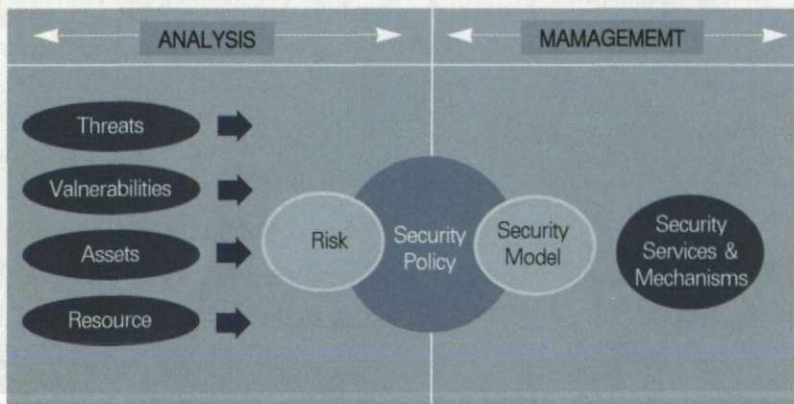 ANALYSIS
MAMAGEMEMT
Threats
Valnerabilities
Assets
Resource
Risk
Security
Policy
Security
Model
Security
Services &
Mechanisms